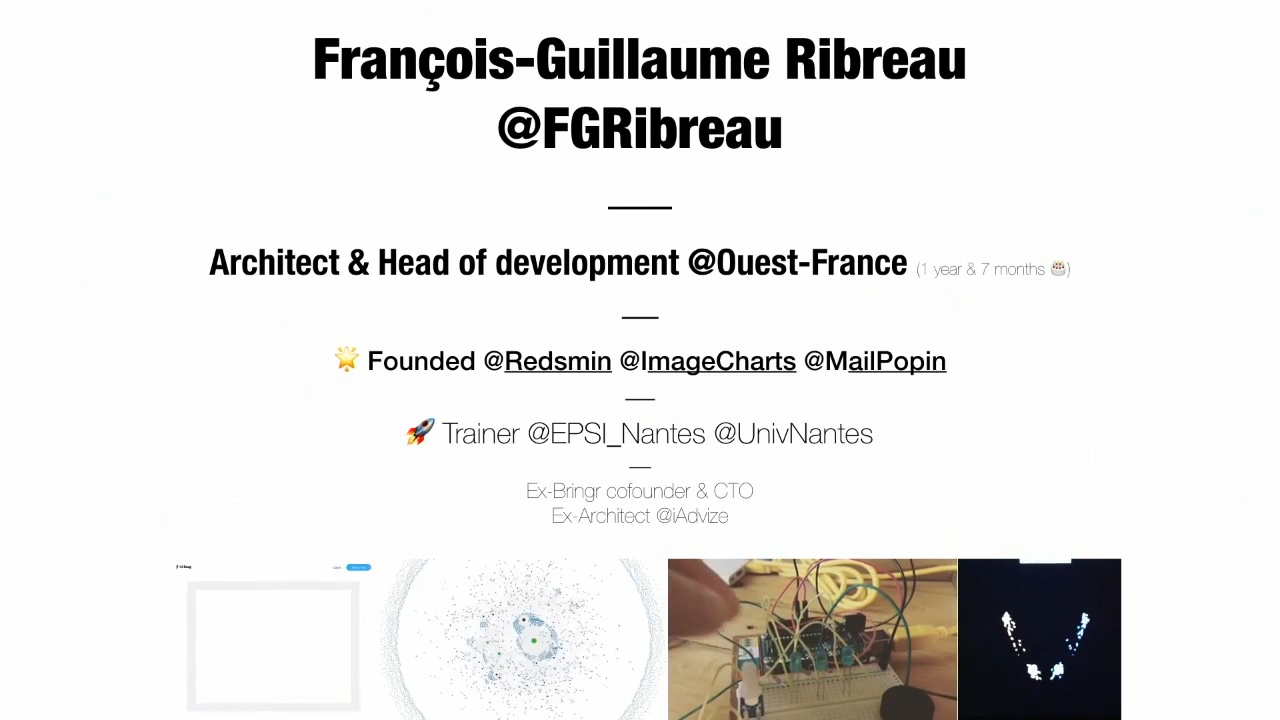 François-Guillaume Ribreau
@FGRibreau
Architect & Head of development @Ouest-France (1 year & 7 months 🎂)
🌟 Founded @Redsmin @ImageCharts @MailPopin
🚀 Trainer @EPSI_Nantes @UnivNantes
Ex-Bringr cofounder & CTO
Ex-Architect @iAdvize